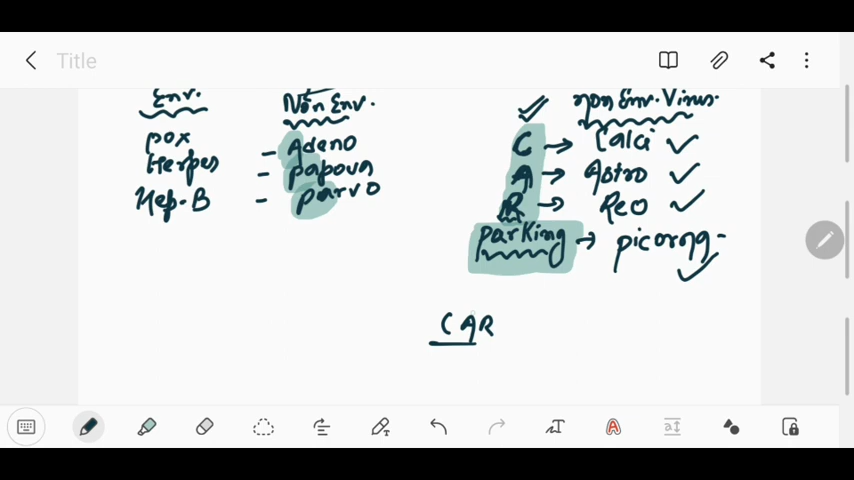 Title
Env.
Non Env.
pox
Herpes
Hep.B
- Adeno
- papova
- parvo
Non Env. Virus.
C → Calci
A → Astro
R → Reo
parking → picorna-
CAR